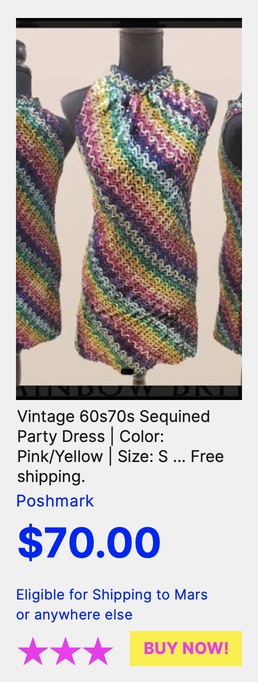 Vintage 60s70s Sequined
Party Dress | Color:
Pink/Yellow | Size: S ... Free
shipping.
Poshmark
$70.00
Eligible for Shipping to Mars
or anywhere else
BUY NOW!